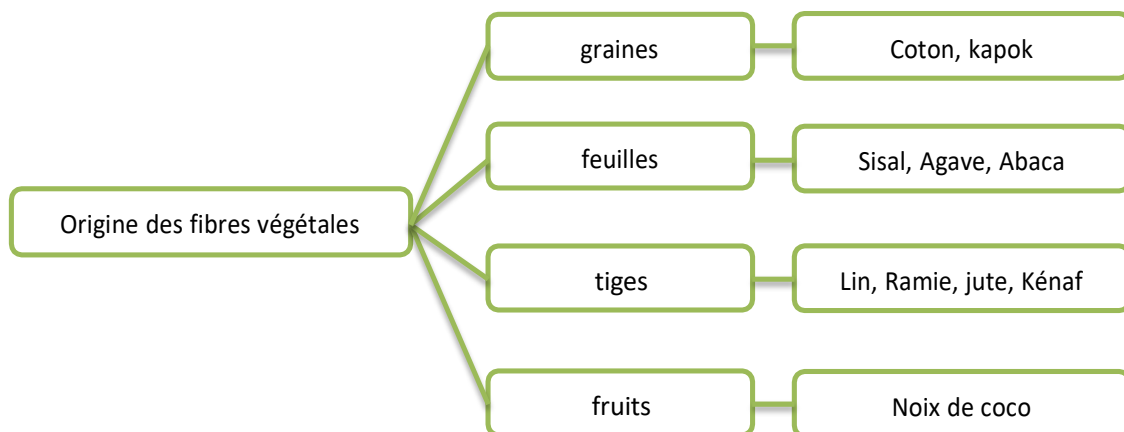 Origine des fibres végétales
graines
Coton, kapok
feuilles
Sisal, Agave, Abaca
tiges
Lin, Ramie, jute, Kénaf
fruits
Noix de coco